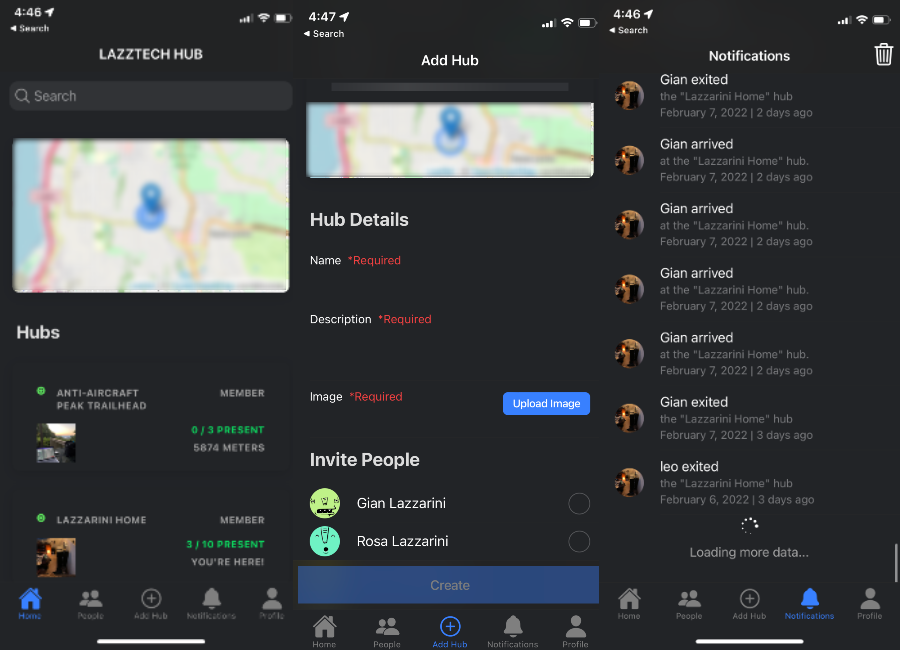 4:46
Search
LAZZTECH HUB
Search
Hubs
ANTI-AIRCRAFT
PEAK TRAILHEAD
MEMBER
0 / 3 PRESENT
5874 METERS
LAZZARINI HOME
MEMBER
3 / 10 PRESENT
YOU'RE HERE!
Home
People
Add Hub
Notifications
Profile
4:47
Search
Add Hub
Hub Details
Name *Required
Description *Required
Image *Required
Upload Image
Invite People
Gian Lazzarini
Rosa Lazzarini
Create
Home
People
Add Hub
Notifications
Profile
4:46
Search
Notifications
Gian exited
the "Lazzarini Home" hub
February 7, 2022 | 2 days ago
Gian arrived
at the "Lazzarini Home" hub.
February 7, 2022 | 2 days ago
Gian arrived
at the "Lazzarini Home" hub.
February 7, 2022 | 2 days ago
Gian arrived
at the "Lazzarini Home" hub.
February 7, 2022 | 2 days ago
Gian arrived
at the "Lazzarini Home" hub.
February 7, 2022 | 2 days ago
Gian exited
the "Lazzarini Home" hub
February 7, 2022 | 3 days ago
leo exited
the "Lazzarini Home" hub
February 6, 2022 | 3 days ago
Loading more data...
Home
People
Add Hub
Notifications
Profile